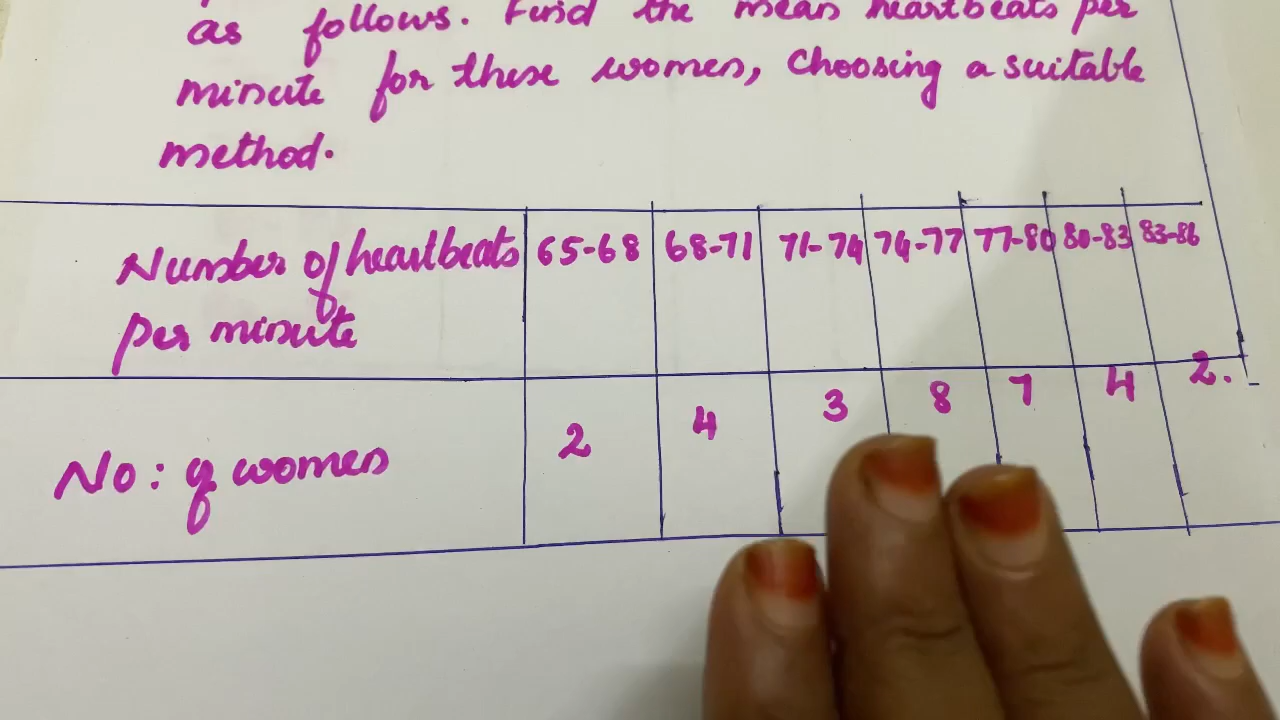 as follows. Find the mean heartbeats per
minute for these women, choosing a suitable
method.
Number of heartbeats per minute 65-68 68-71 71-74 74-77 77-80 80-83 83-86
No: of women 2 4 3 8 7 4 2.